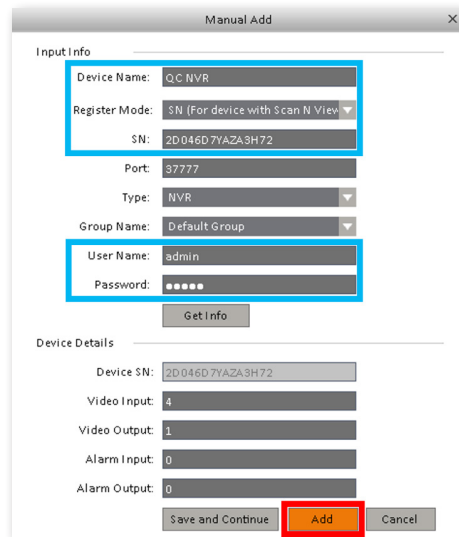 Manual Add X
Input Info
Device Name: QC NVR
Register Mode: SN (For device with Scan N View
SN: 2D046D7YAZA3H72
Port: 37777
Type: NVR
Group Name: Default Group
User Name: admin
Password: •••••
Get Info
Device Details
Device SN: 2D046D7YAZA3H72
Video Input: 4
Video Output: 1
Alarm Input: 0
Alarm Output: 0
Save and Continue Add Cancel